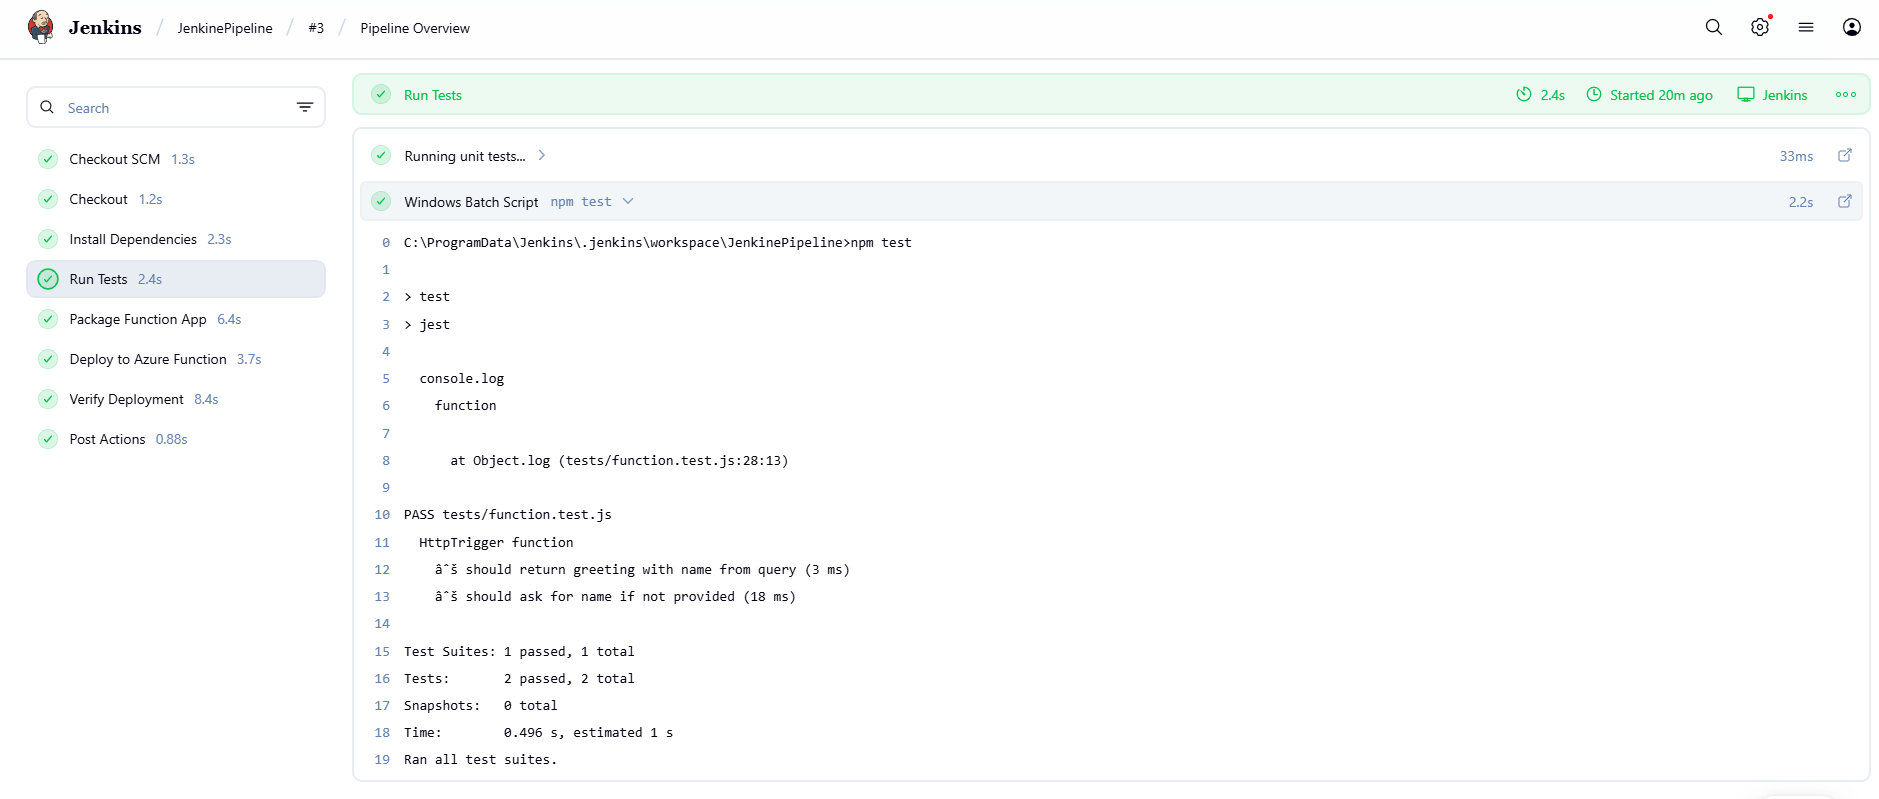 Jenkins / JenkinePipeline / #3 / Pipeline Overview
Search
Checkout SCM 1.3s
Checkout 1.2s
Install Dependencies 2.3s
Run Tests 2.4s
Package Function App 6.4s
Deploy to Azure Function 3.7s
Verify Deployment 8.4s
Post Actions 0.88s
Run Tests 2.4s Started 20m ago Jenkins
Running unit tests... 33ms
Windows Batch Script npm test 2.2s
0 C:\ProgramData\Jenkins\.jenkins\workspace\JenkinePipeline>npm test
1
2 > test
3 > jest
4
5 console.log
6 function
7
8 at Object.log (tests/function.test.js:28:13)
9
10 PASS tests/function.test.js
11 HttpTrigger function
12 âˆš should return greeting with name from query (3 ms)
13 âˆš should ask for name if not provided (18 ms)
14
15 Test Suites: 1 passed, 1 total
16 Tests: 2 passed, 2 total
17 Snapshots: 0 total
18 Time: 0.496 s, estimated 1 s
19 Ran all test suites.